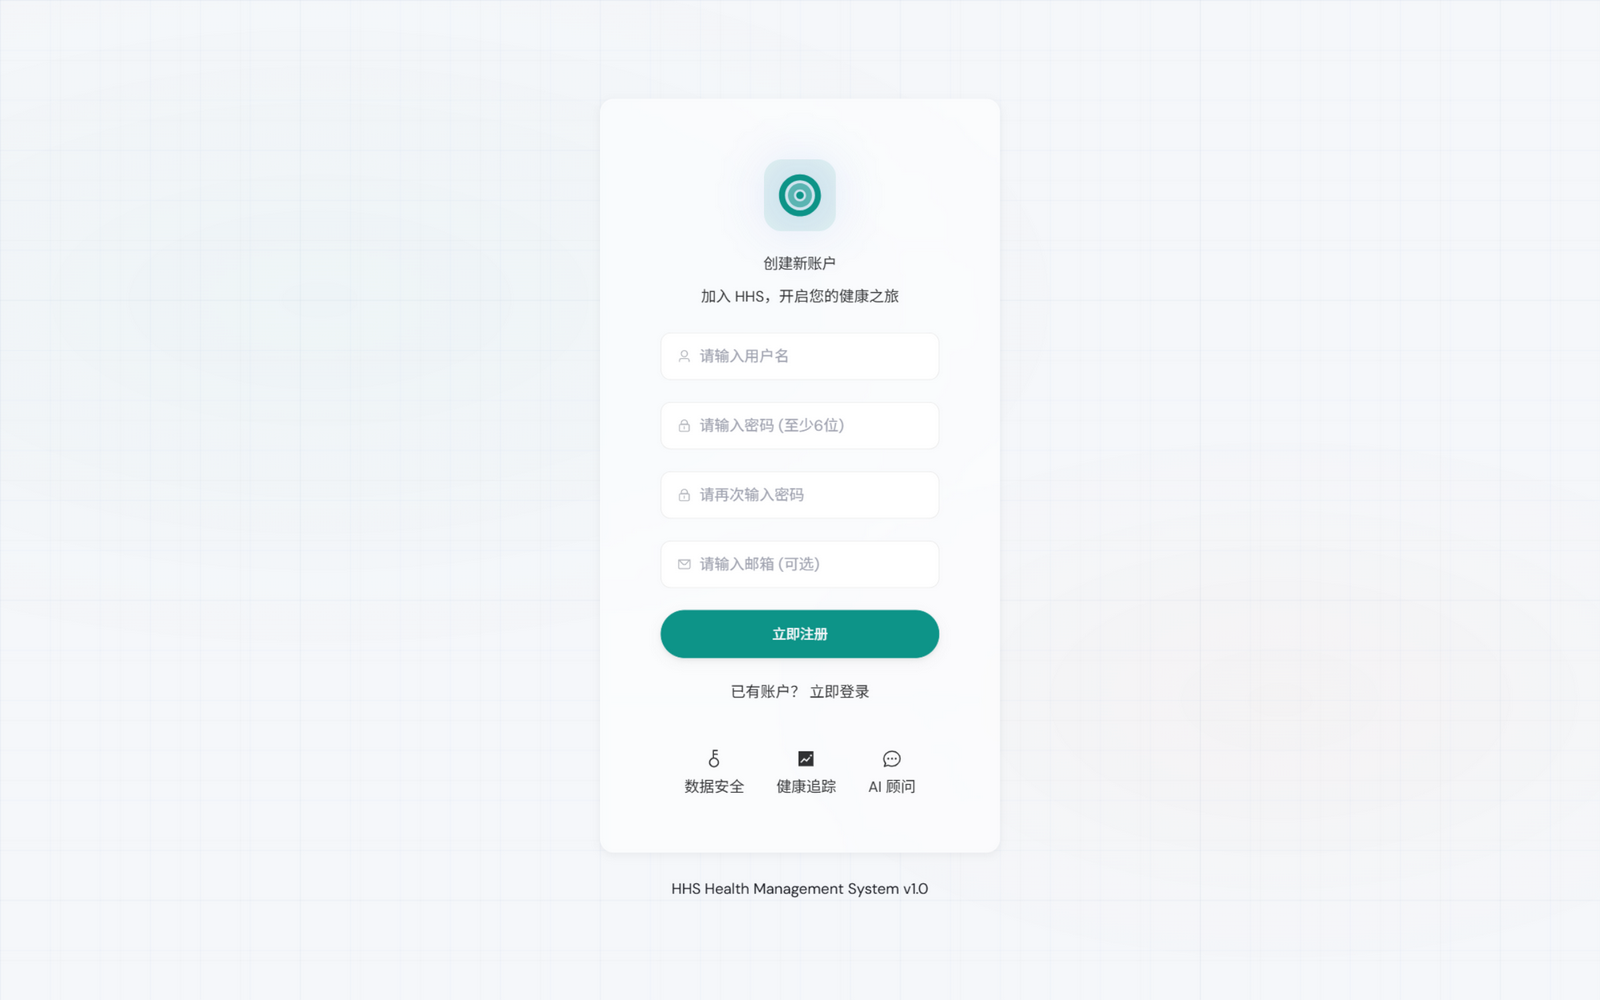 创建新账户
加入 HHS，开启您的健康之旅
请输入用户名
请输入密码 (至少6位)
请再次输入密码
请输入邮箱 (可选)
立即注册
已有账户？ 立即登录
数据安全 健康追踪 AI 顾问
HHS Health Management System v1.0